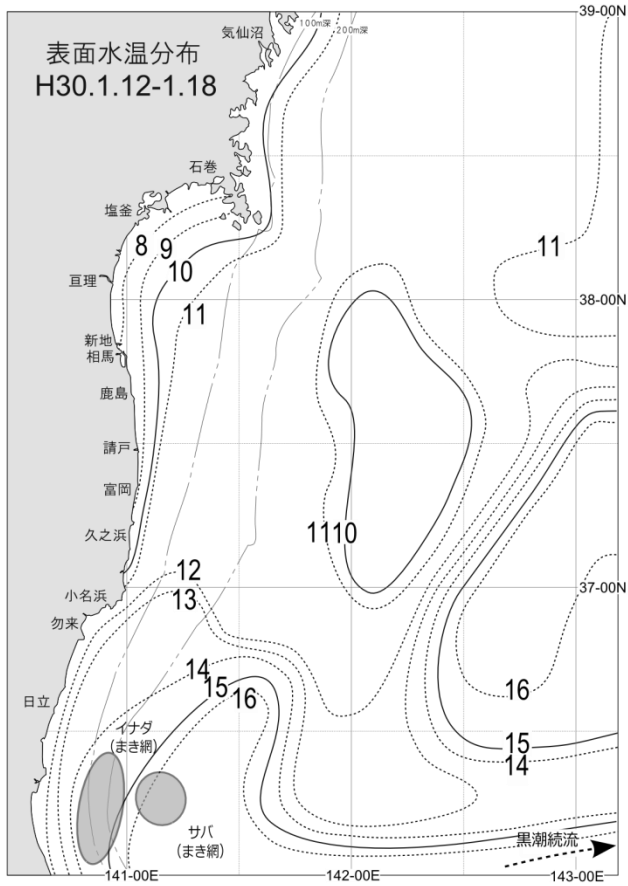 表面水温分布
H30.1.12-1.18
気仙沼
100m深
200m深
39-00N
石巻
塩釜
8
9
10
11
11
亘理
38-00N
新地
相馬
鹿島
請戸
富岡
久之浜
11
10
12
13
小名浜
37-00N
勿来
14
15
16
16
日立
15
14
イナダ
(まき網)
サバ
(まき網)
黒潮続流
141-00E
142-00E
143-00E